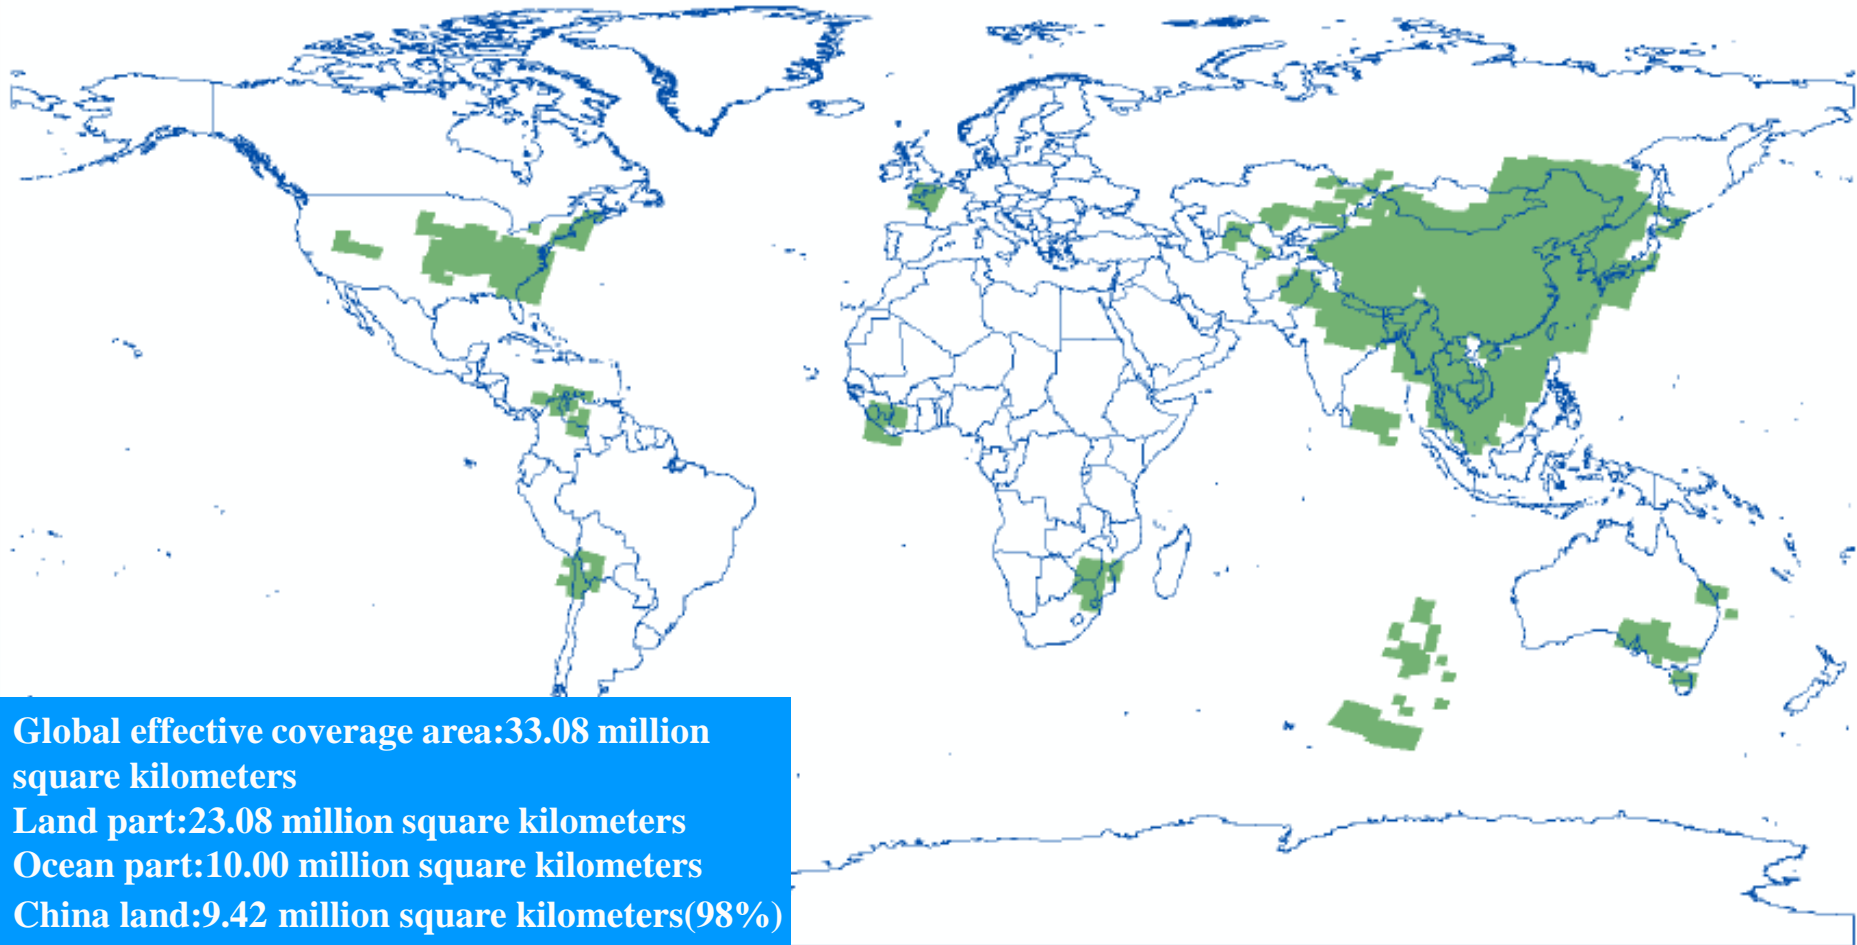 Global effective coverage area:33.08 million
square kilometers
Land part:23.08 million square kilometers
Ocean part:10.00 million square kilometers
China land:9.42 million square kilometers(98%)